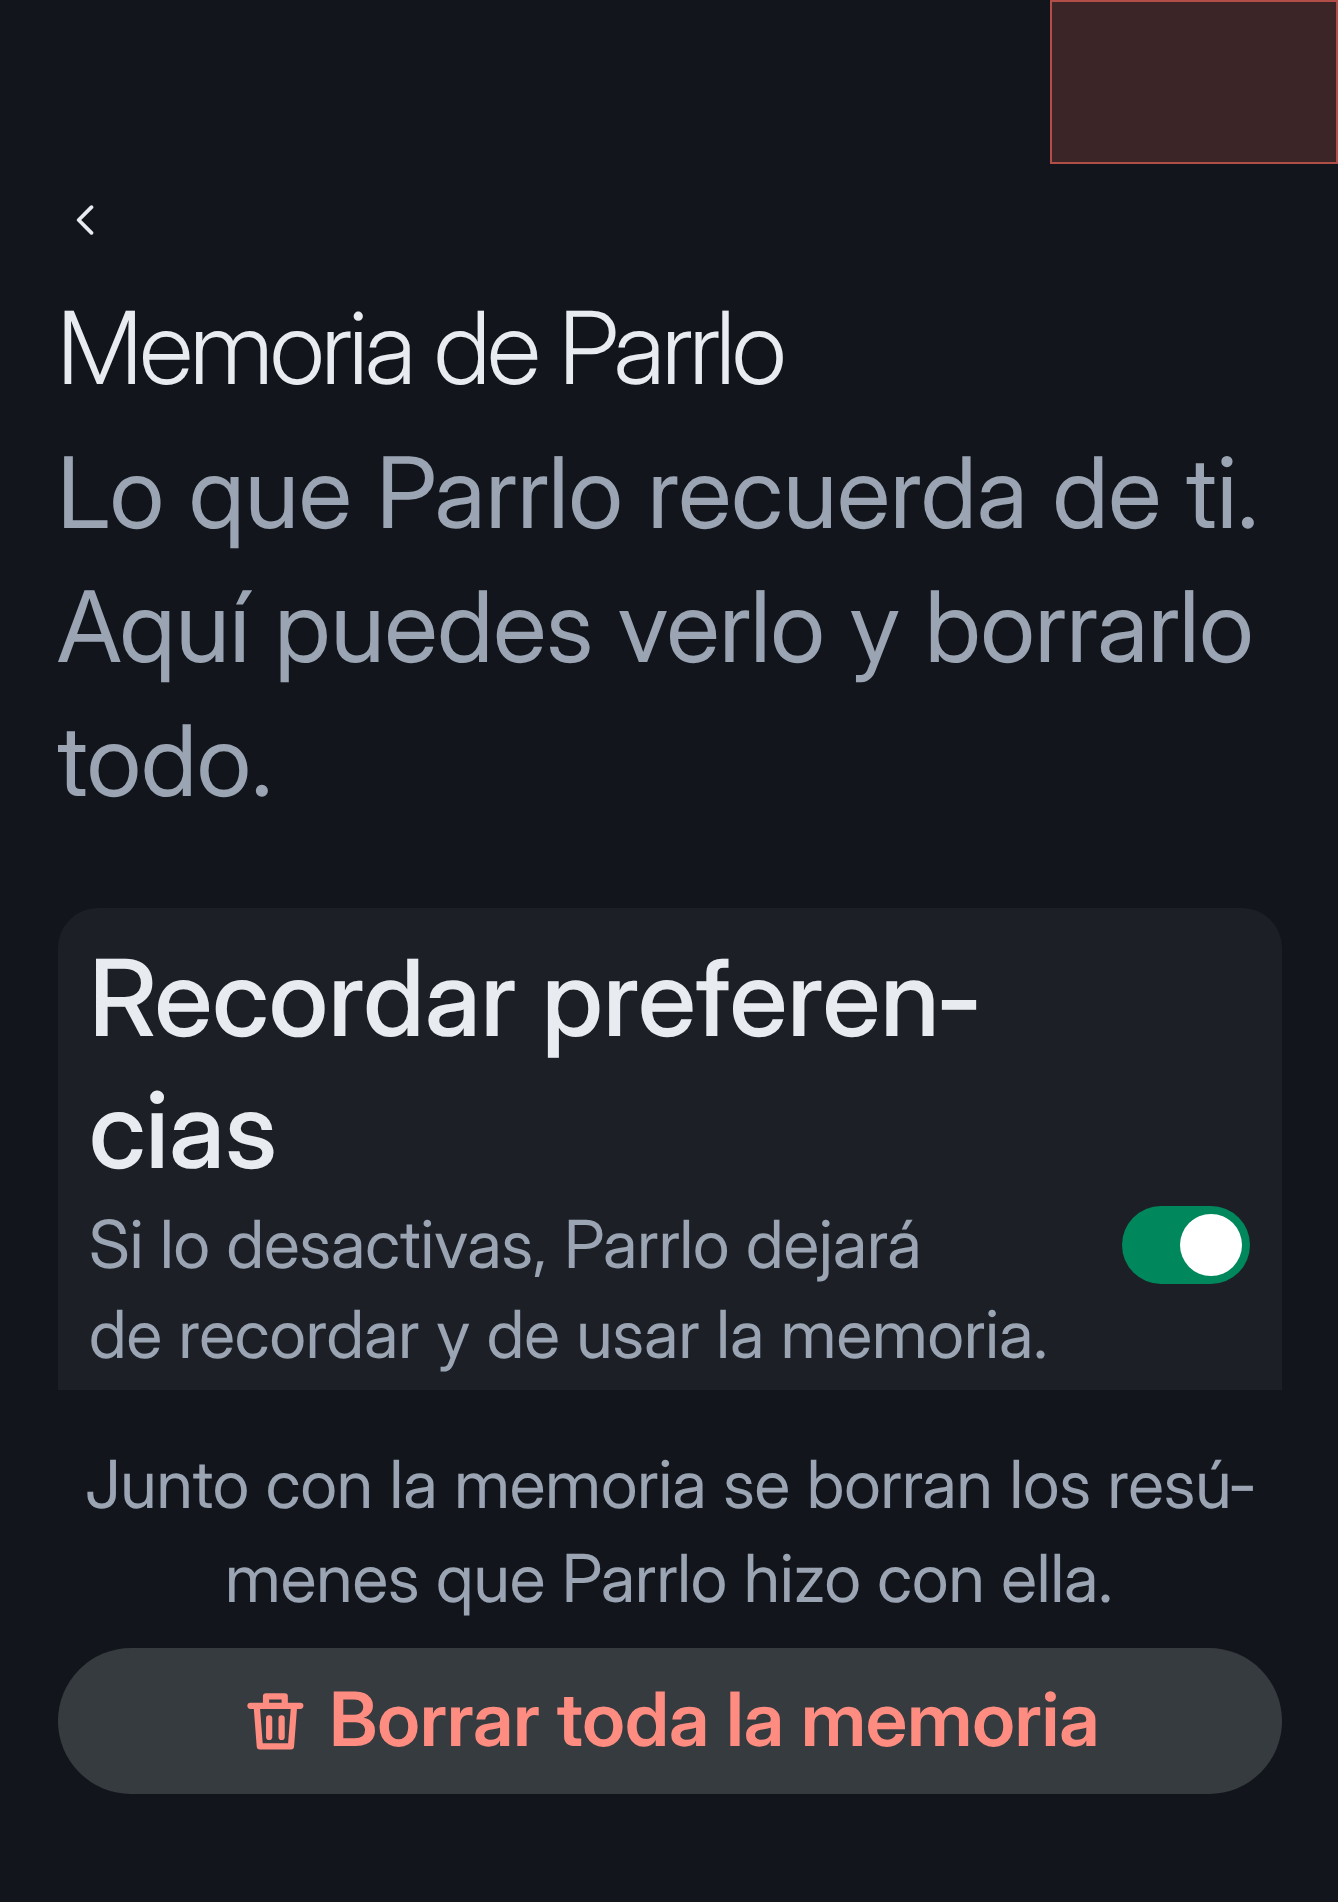 Memoria de Parrlo
Lo que Parrlo recuerda de ti.
Aquí puedes verlo y borrarlo
todo.
Recordar preferen-
cias
Si lo desactivas, Parrlo dejará
de recordar y de usar la memoria.
Junto con la memoria se borran los resú-
menes que Parrlo hizo con ella.
Borrar toda la memoria